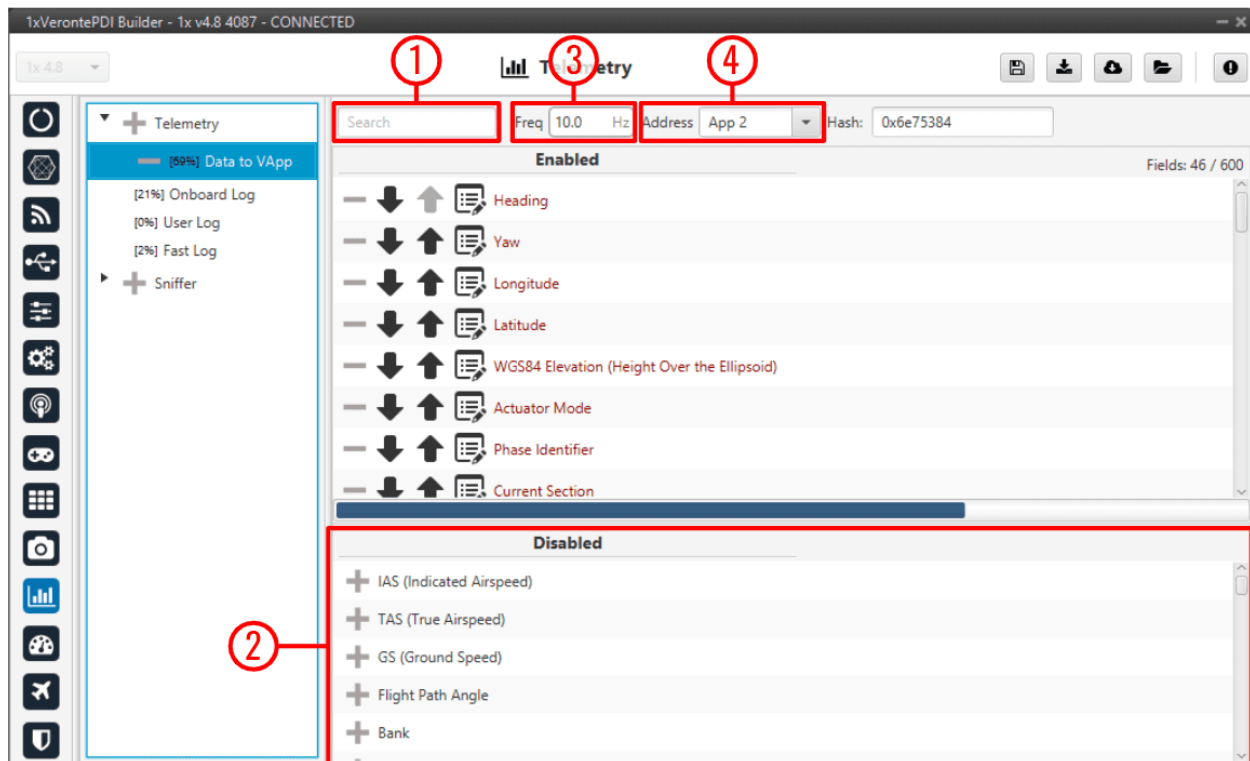 1xVerontePDI Builder - 1x v4.8 4087 - CONNECTED
1x 4.8
Telemetry
1
3
4
Telemetry
[69%] Data to VApp
[21%] Onboard Log
[0%] User Log
[2%] Fast Log
Sniffer
Search
Freq 10.0 Hz
Address App 2
Hash: 0x6e75384
Enabled
Fields: 46 / 600
Heading
Yaw
Longitude
Latitude
WGS84 Elevation (Height Over the Ellipsoid)
Actuator Mode
Phase Identifier
Current Section
2
Disabled
IAS (Indicated Airspeed)
TAS (True Airspeed)
GS (Ground Speed)
Flight Path Angle
Bank